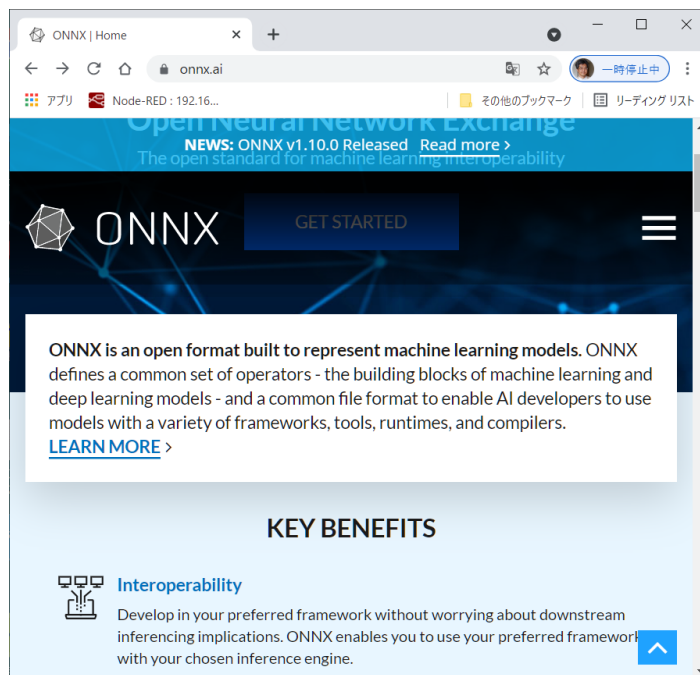 ONNX | Home
onnx.ai
一時停止中
アプリ
Node-RED : 192.16...
その他のブックマーク
リーディング リスト
Open Neural Network Exchange
NEWS: ONNX v1.10.0 Released Read more >
The open standard for machine learning interoperability
ONNX
GET STARTED
ONNX is an open format built to represent machine learning models. ONNX
defines a common set of operators - the building blocks of machine learning and
deep learning models - and a common file format to enable AI developers to use
models with a variety of frameworks, tools, runtimes, and compilers.
LEARN MORE >
KEY BENEFITS
Interoperability
Develop in your preferred framework without worrying about downstream
inferencing implications. ONNX enables you to use your preferred framework
with your chosen inference engine.